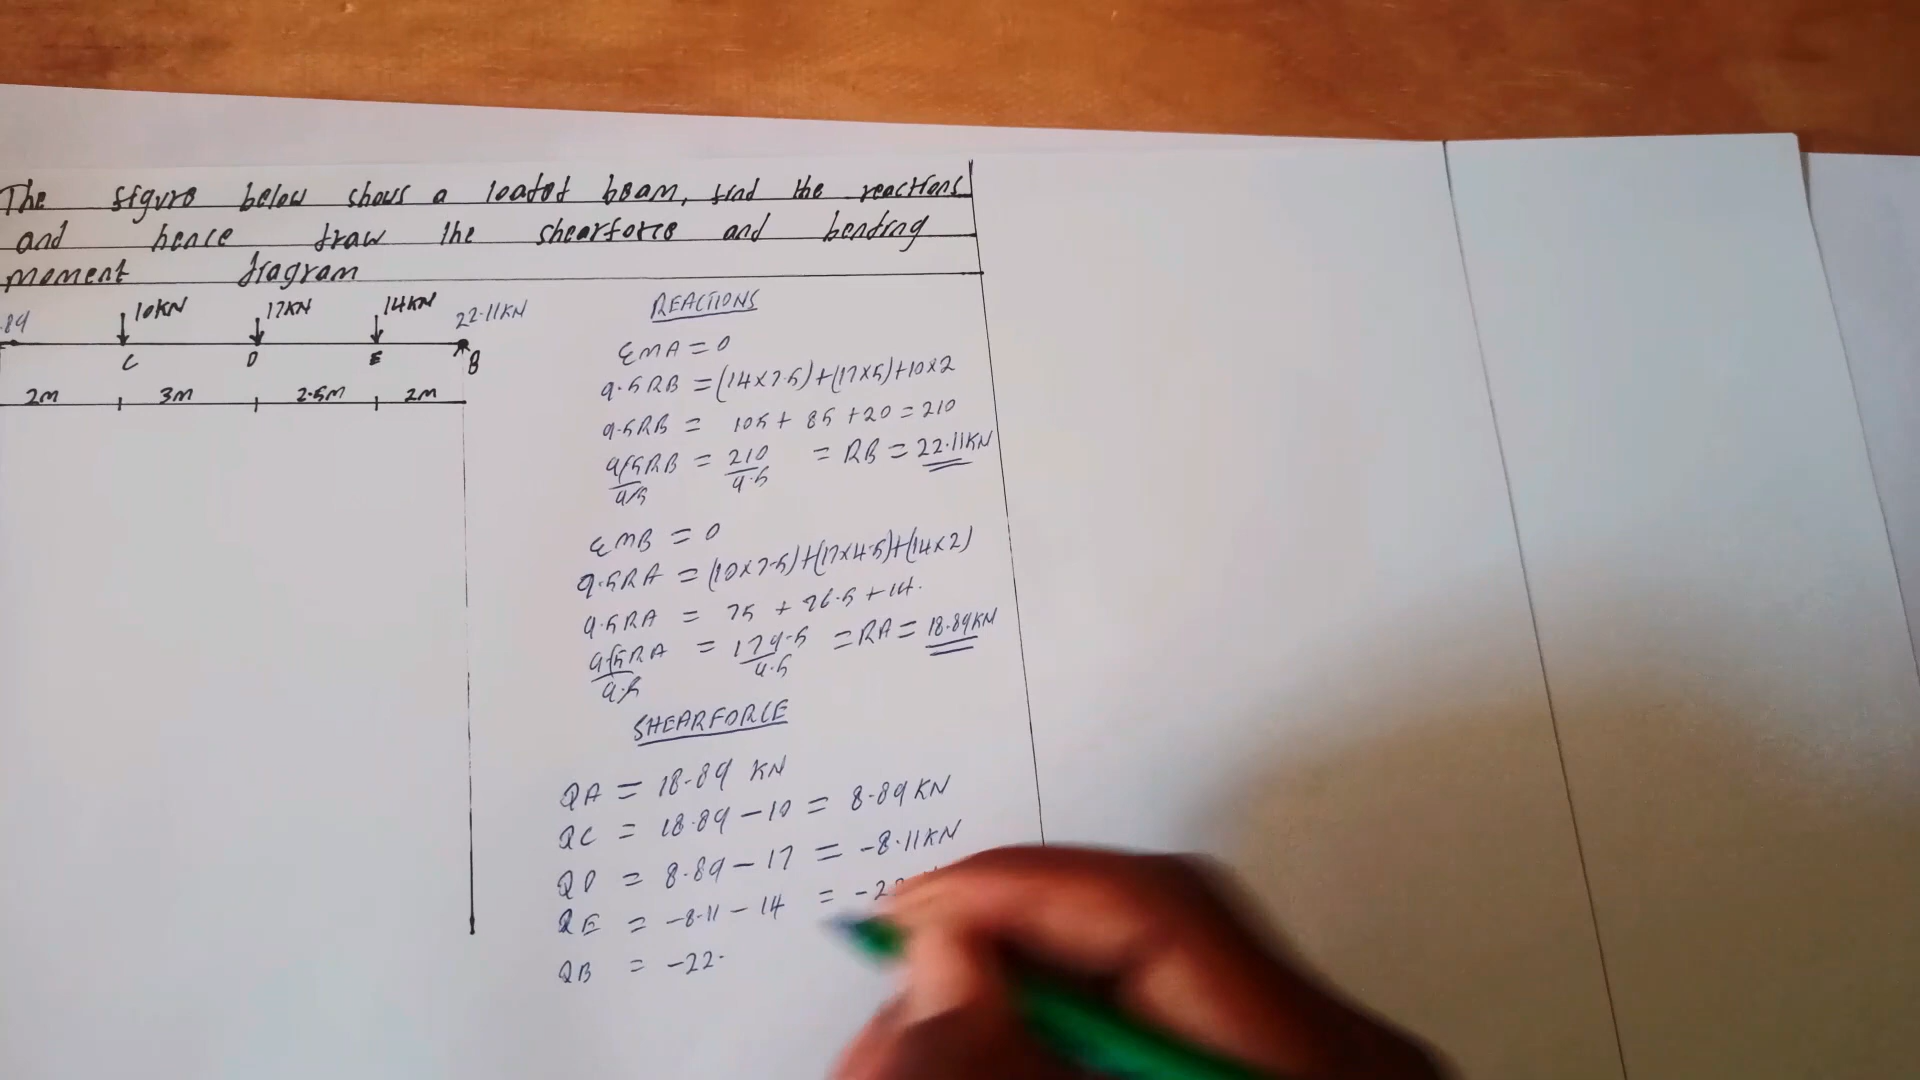 The figure below shows a loaded beam, find the reactions
and hence draw the shearforce and bending
moment diagram
.89
10KN
17KN
14KN
22.11KN
C
D
E
B
2m
3m
2.5m
2m
REACTIONS
ƐMA = 0
9.5RB = (14×7.5)+(17×5)+10×2
9.5RB = 105 + 85 + 20 = 210
9.5RB = 210 = RB = 22.11KN
9.5 9.5
ƐMB = 0
9.5RA = (10×7.5)+(17×4.5)+(14×2)
9.5RA = 75 + 76.5 + 14.
9.5RA = 179.5 = RA = 18.89KN
9.5 9.5
SHEARFORCE
QA = 18.89 KN
QC = 18.89 – 10 = 8.89 KN
QD = 8.89 – 17 = -8.11KN
QE = -8.11 – 14 = -22
QB = -22.